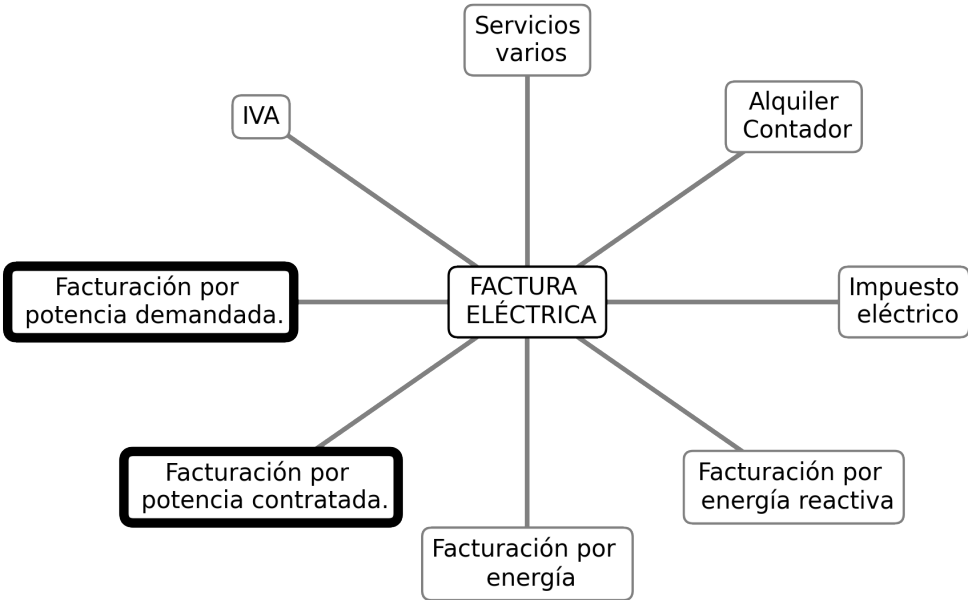 Servicios
varios
IVA
Alquiler
Contador
Facturación por
potencia demandada.
FACTURA
ELÉCTRICA
Impuesto
eléctrico
Facturación por
potencia contratada.
Facturación por
energía reactiva
Facturación por
energía